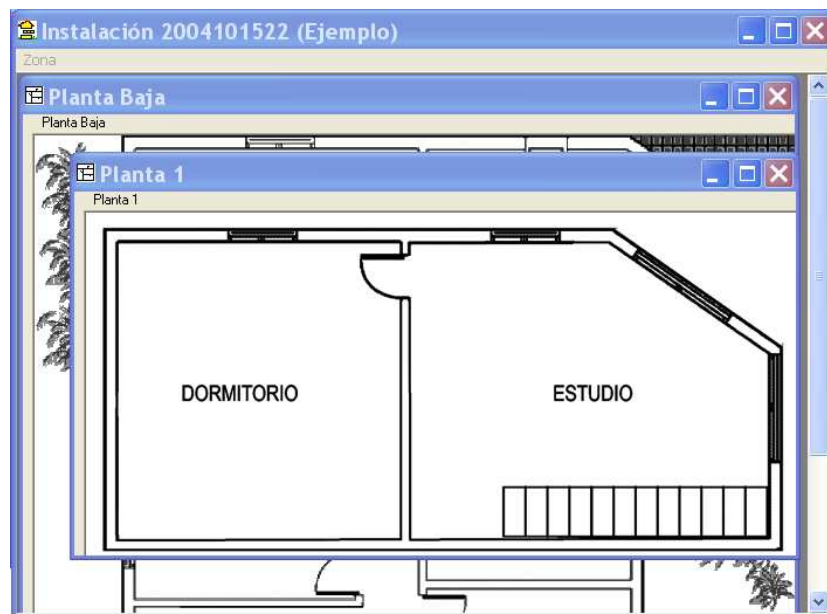 Instalación 2004101522 (Ejemplo)
Zona
Planta Baja
Planta Baja
Planta 1
Planta 1
DORMITORIO
ESTUDIO